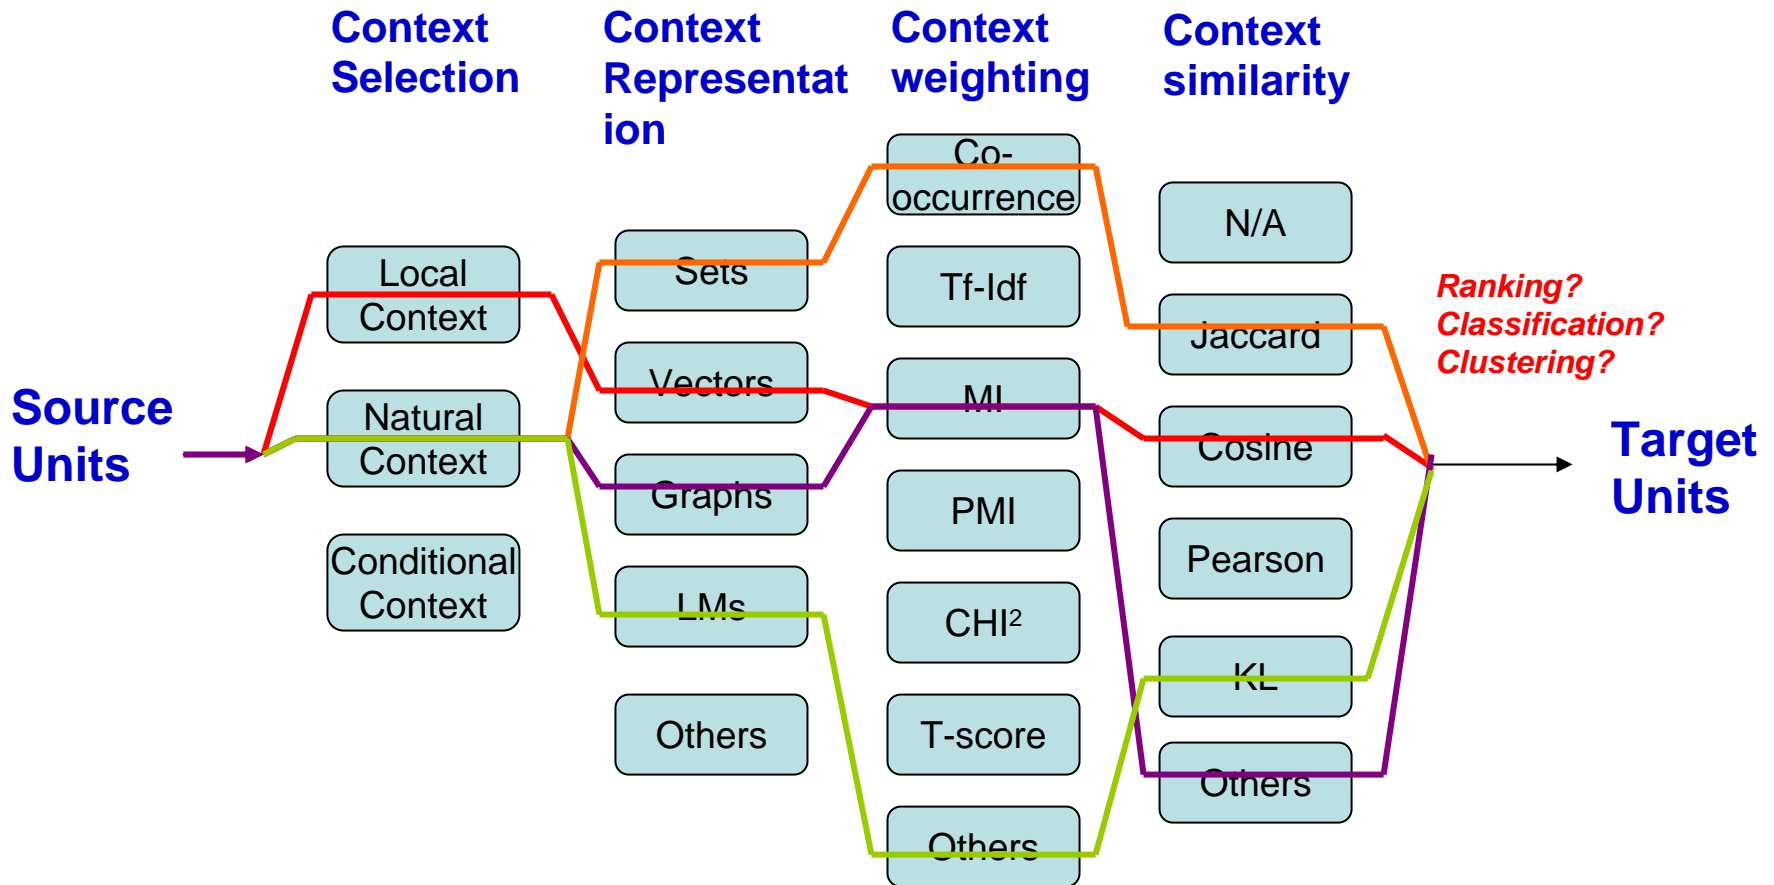 Context
Selection
Context
Representat
ion
Context
weighting
Context
similarity
Source
Units
Local
Context
Natural
Context
Conditional
Context
Sets
Vectors
Graphs
LMs
Others
Co-
occurrence
Tf-Idf
MI
PMI
CHI²
T-score
Others
N/A
Jaccard
Cosine
Pearson
KL
Others
Ranking?
Classification?
Clustering?
Target
Units